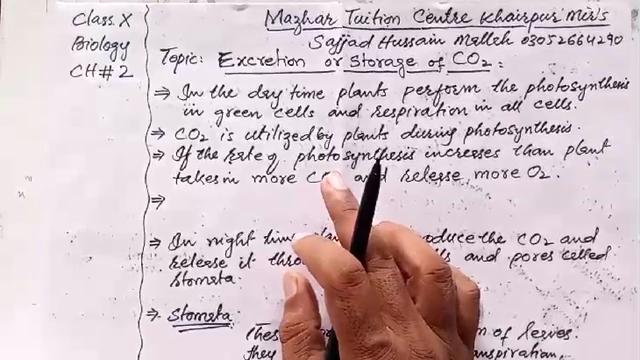 Class.X
Biology
CH#2
Mazhar Tuition Centre Khairpur Mir's
Sajjad Hussain Malleh 03052664290
Topic: Excretion or Storage of CO2:
⇒ In the day time plants perform the photosynthesis
in green cells and respiration in all cells.
⇒ CO2 is utilized by plants during photosynthesis.
⇒ If the rate of photosynthesis increases than plant
takes in more and release more O2.
⇒
⇒ In night time produce the CO2 and
release it and pores called
Stomata.
⇒ Stomata
of leaves.
they